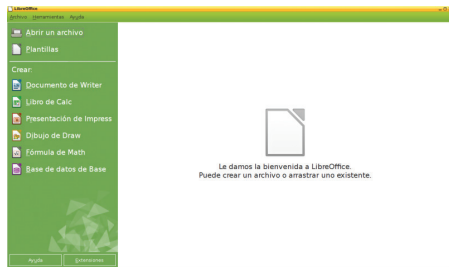 LibreOffice
Archivo Herramientas Ayuda
Abrir un archivo
Plantillas
Crear:
Documento de Writer
Libro de Calc
Presentación de Impress
Dibujo de Draw
Fórmula de Math
Base de datos de Base
Le damos la bienvenida a LibreOffice.
Puede crear un archivo o arrastrar uno existente.
Ayuda Extensiones